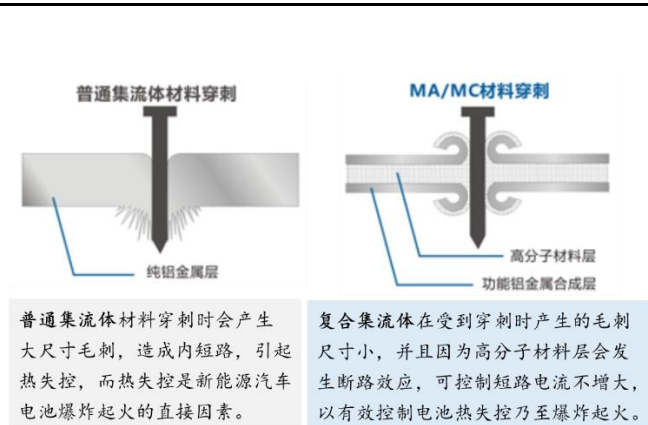 普通集流体材料穿刺
纯铝金属层
普通集流体材料穿刺时会产生
大尺寸毛刺，造成内短路，引起
热失控，而热失控是新能源汽车
电池爆炸起火的直接因素。
MA/MC材料穿刺
高分子材料层
功能铝金属合成层
复合集流体在受到穿刺时产生的毛刺
尺寸小，并且因为高分子材料层会发
生断路效应，可控制短路电流不增大，
以有效控制电池热失控乃至爆炸起火。